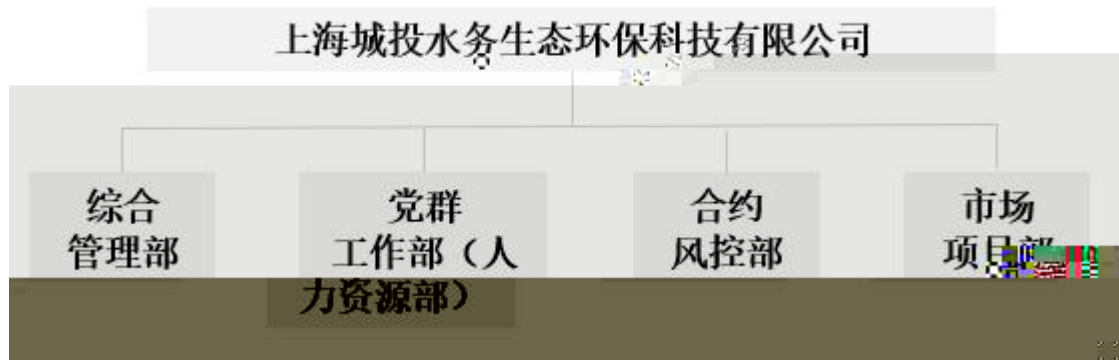 上海城投水务生态环保科技有限公司
综合
管理部
党群
工作部（人
力资源部）
合约
风控部
市场
项目部